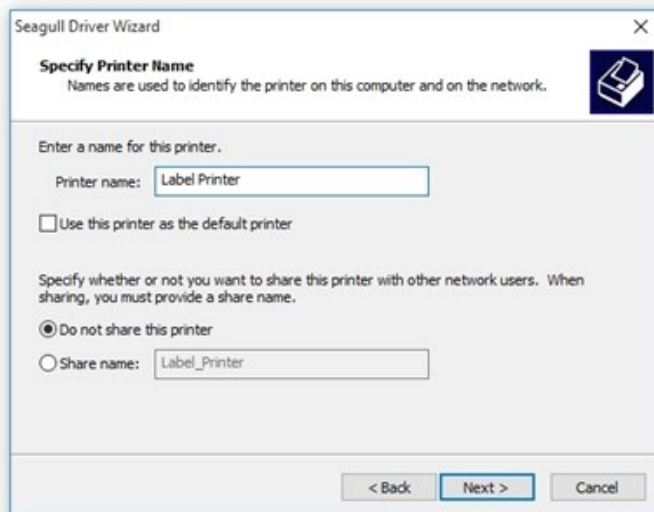 Seagull Driver Wizard
Specify Printer Name
Names are used to identify the printer on this computer and on the network.
Enter a name for this printer.
Printer name: Label Printer
Use this printer as the default printer
Specify whether or not you want to share this printer with other network users. When
sharing, you must provide a share name.
Do not share this printer
Share name: Label_Printer
< Back Next > Cancel